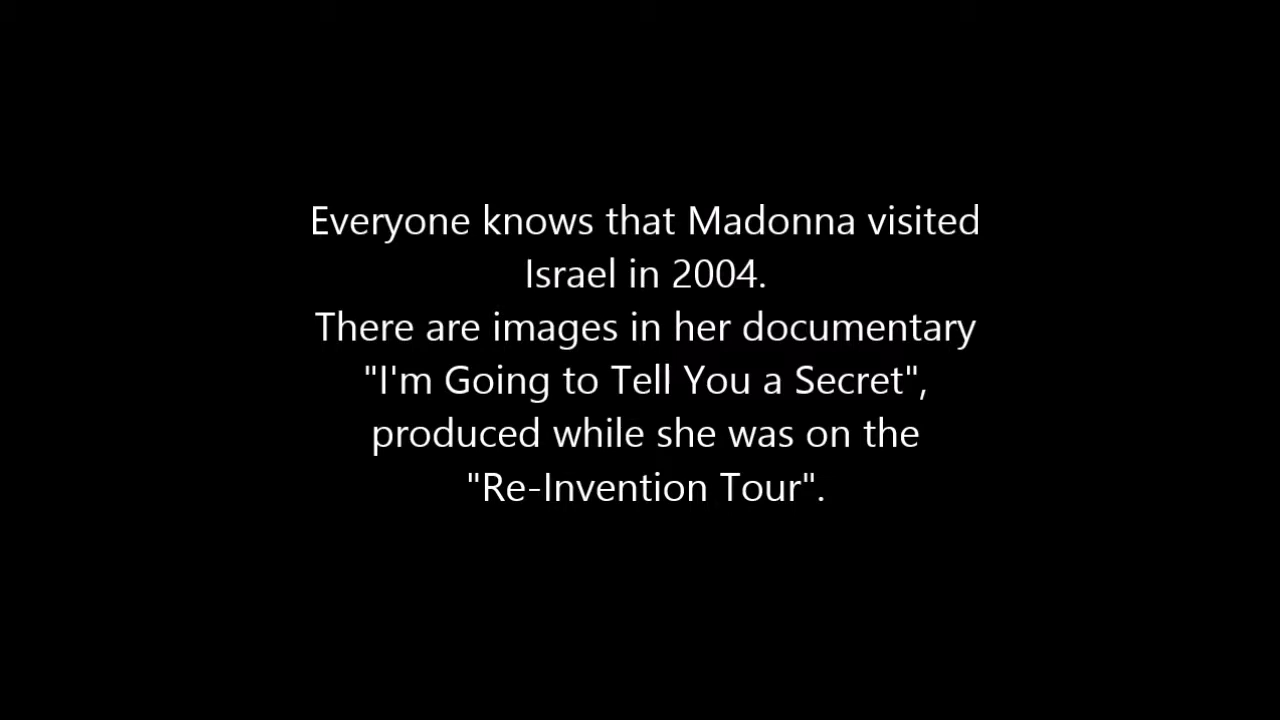 Everyone knows that Madonna visited
Israel in 2004.
There are images in her documentary
"I'm Going to Tell You a Secret",
produced while she was on the
"Re-Invention Tour".